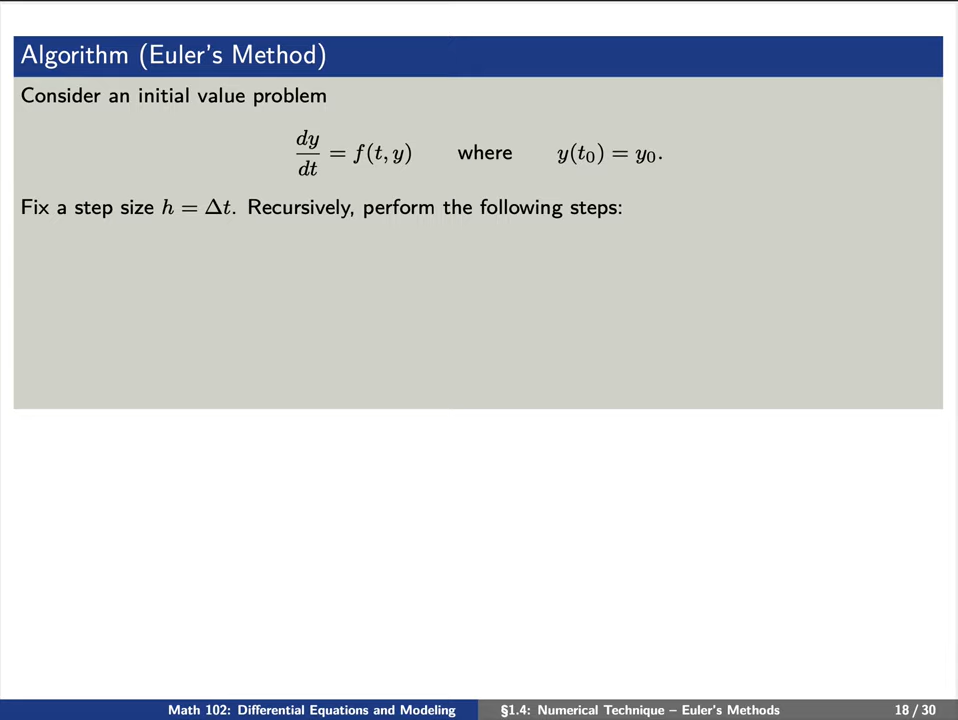 Algorithm (Euler's Method)
Consider an initial value problem
dy/dt = f(t, y) where y(t₀) = y₀.
Fix a step size h = Δt. Recursively, perform the following steps:
Math 102: Differential Equations and Modeling §1.4: Numerical Technique – Euler's Methods 18 / 30